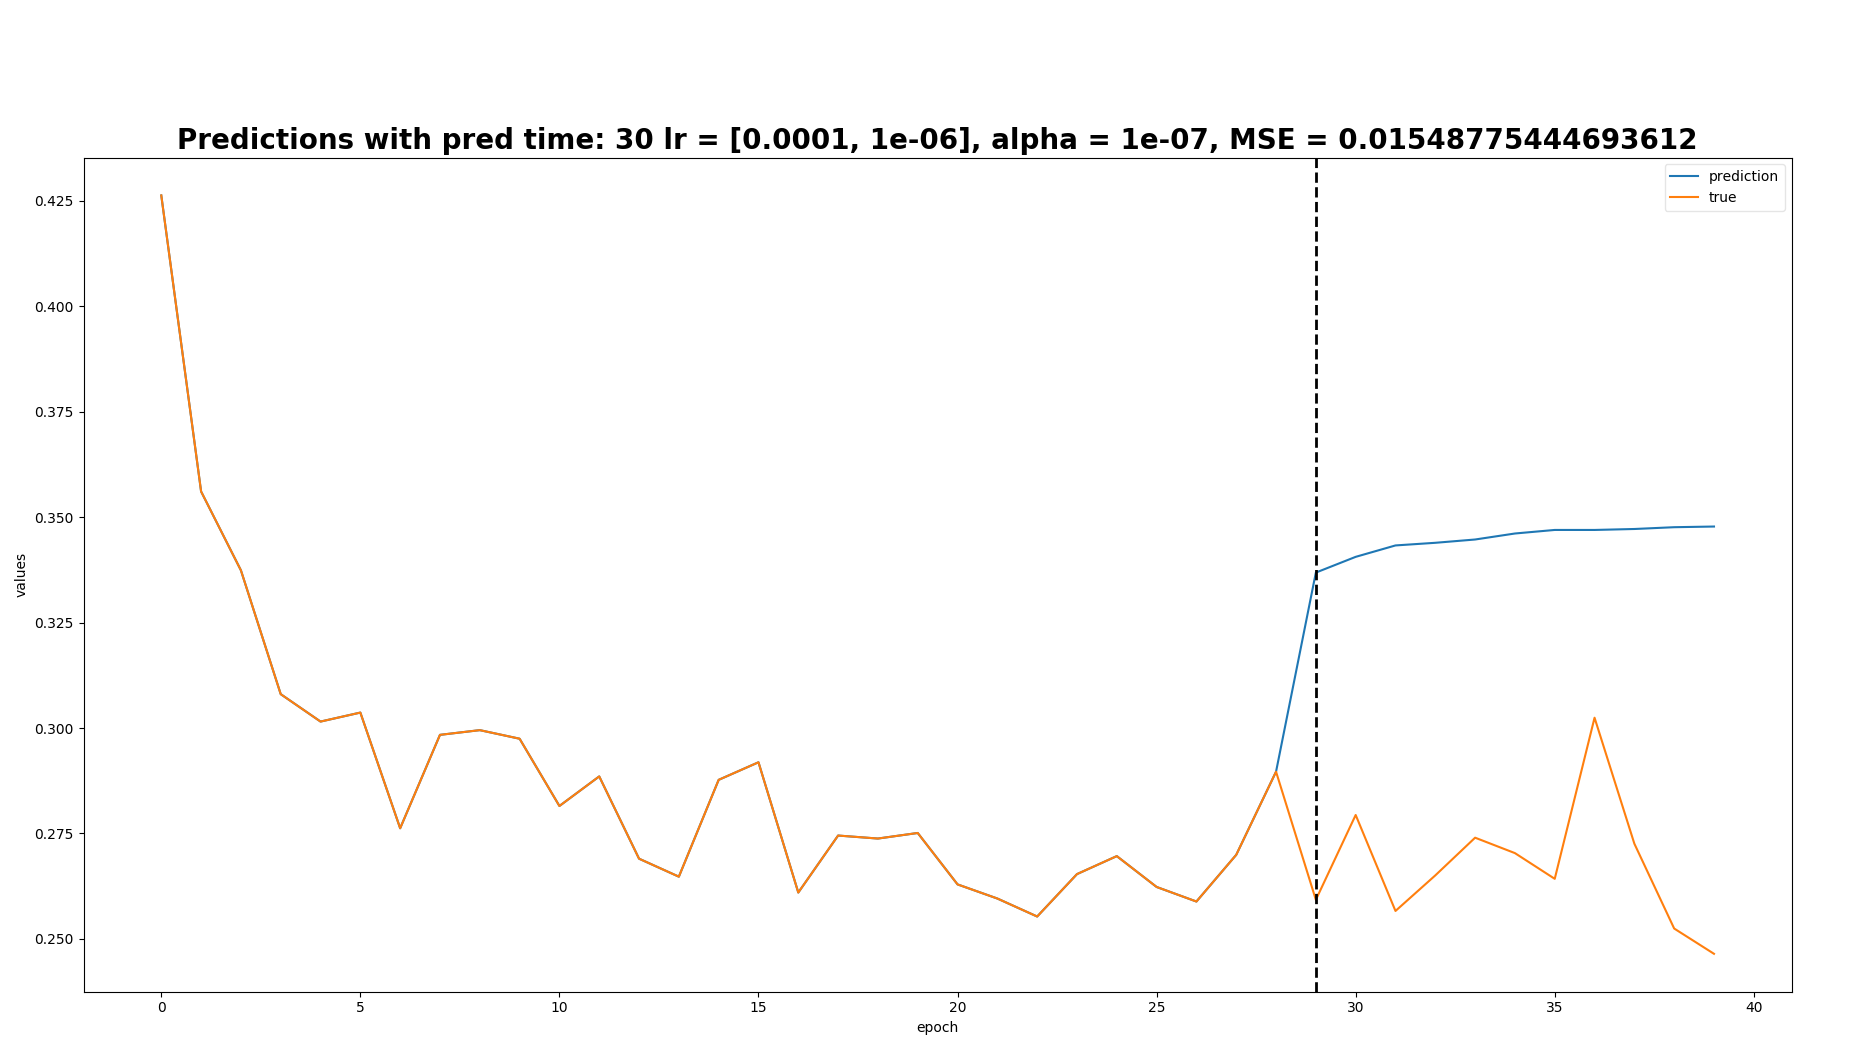 Predictions with pred time: 30 lr = [0.0001, 1e-06], alpha = 1e-07, MSE = 0.01548775444693612
prediction
true
0.425
0.400
0.375
0.350
0.325
0.300
0.275
0.250
values
0 5 10 15 20 25 30 35 40
epoch